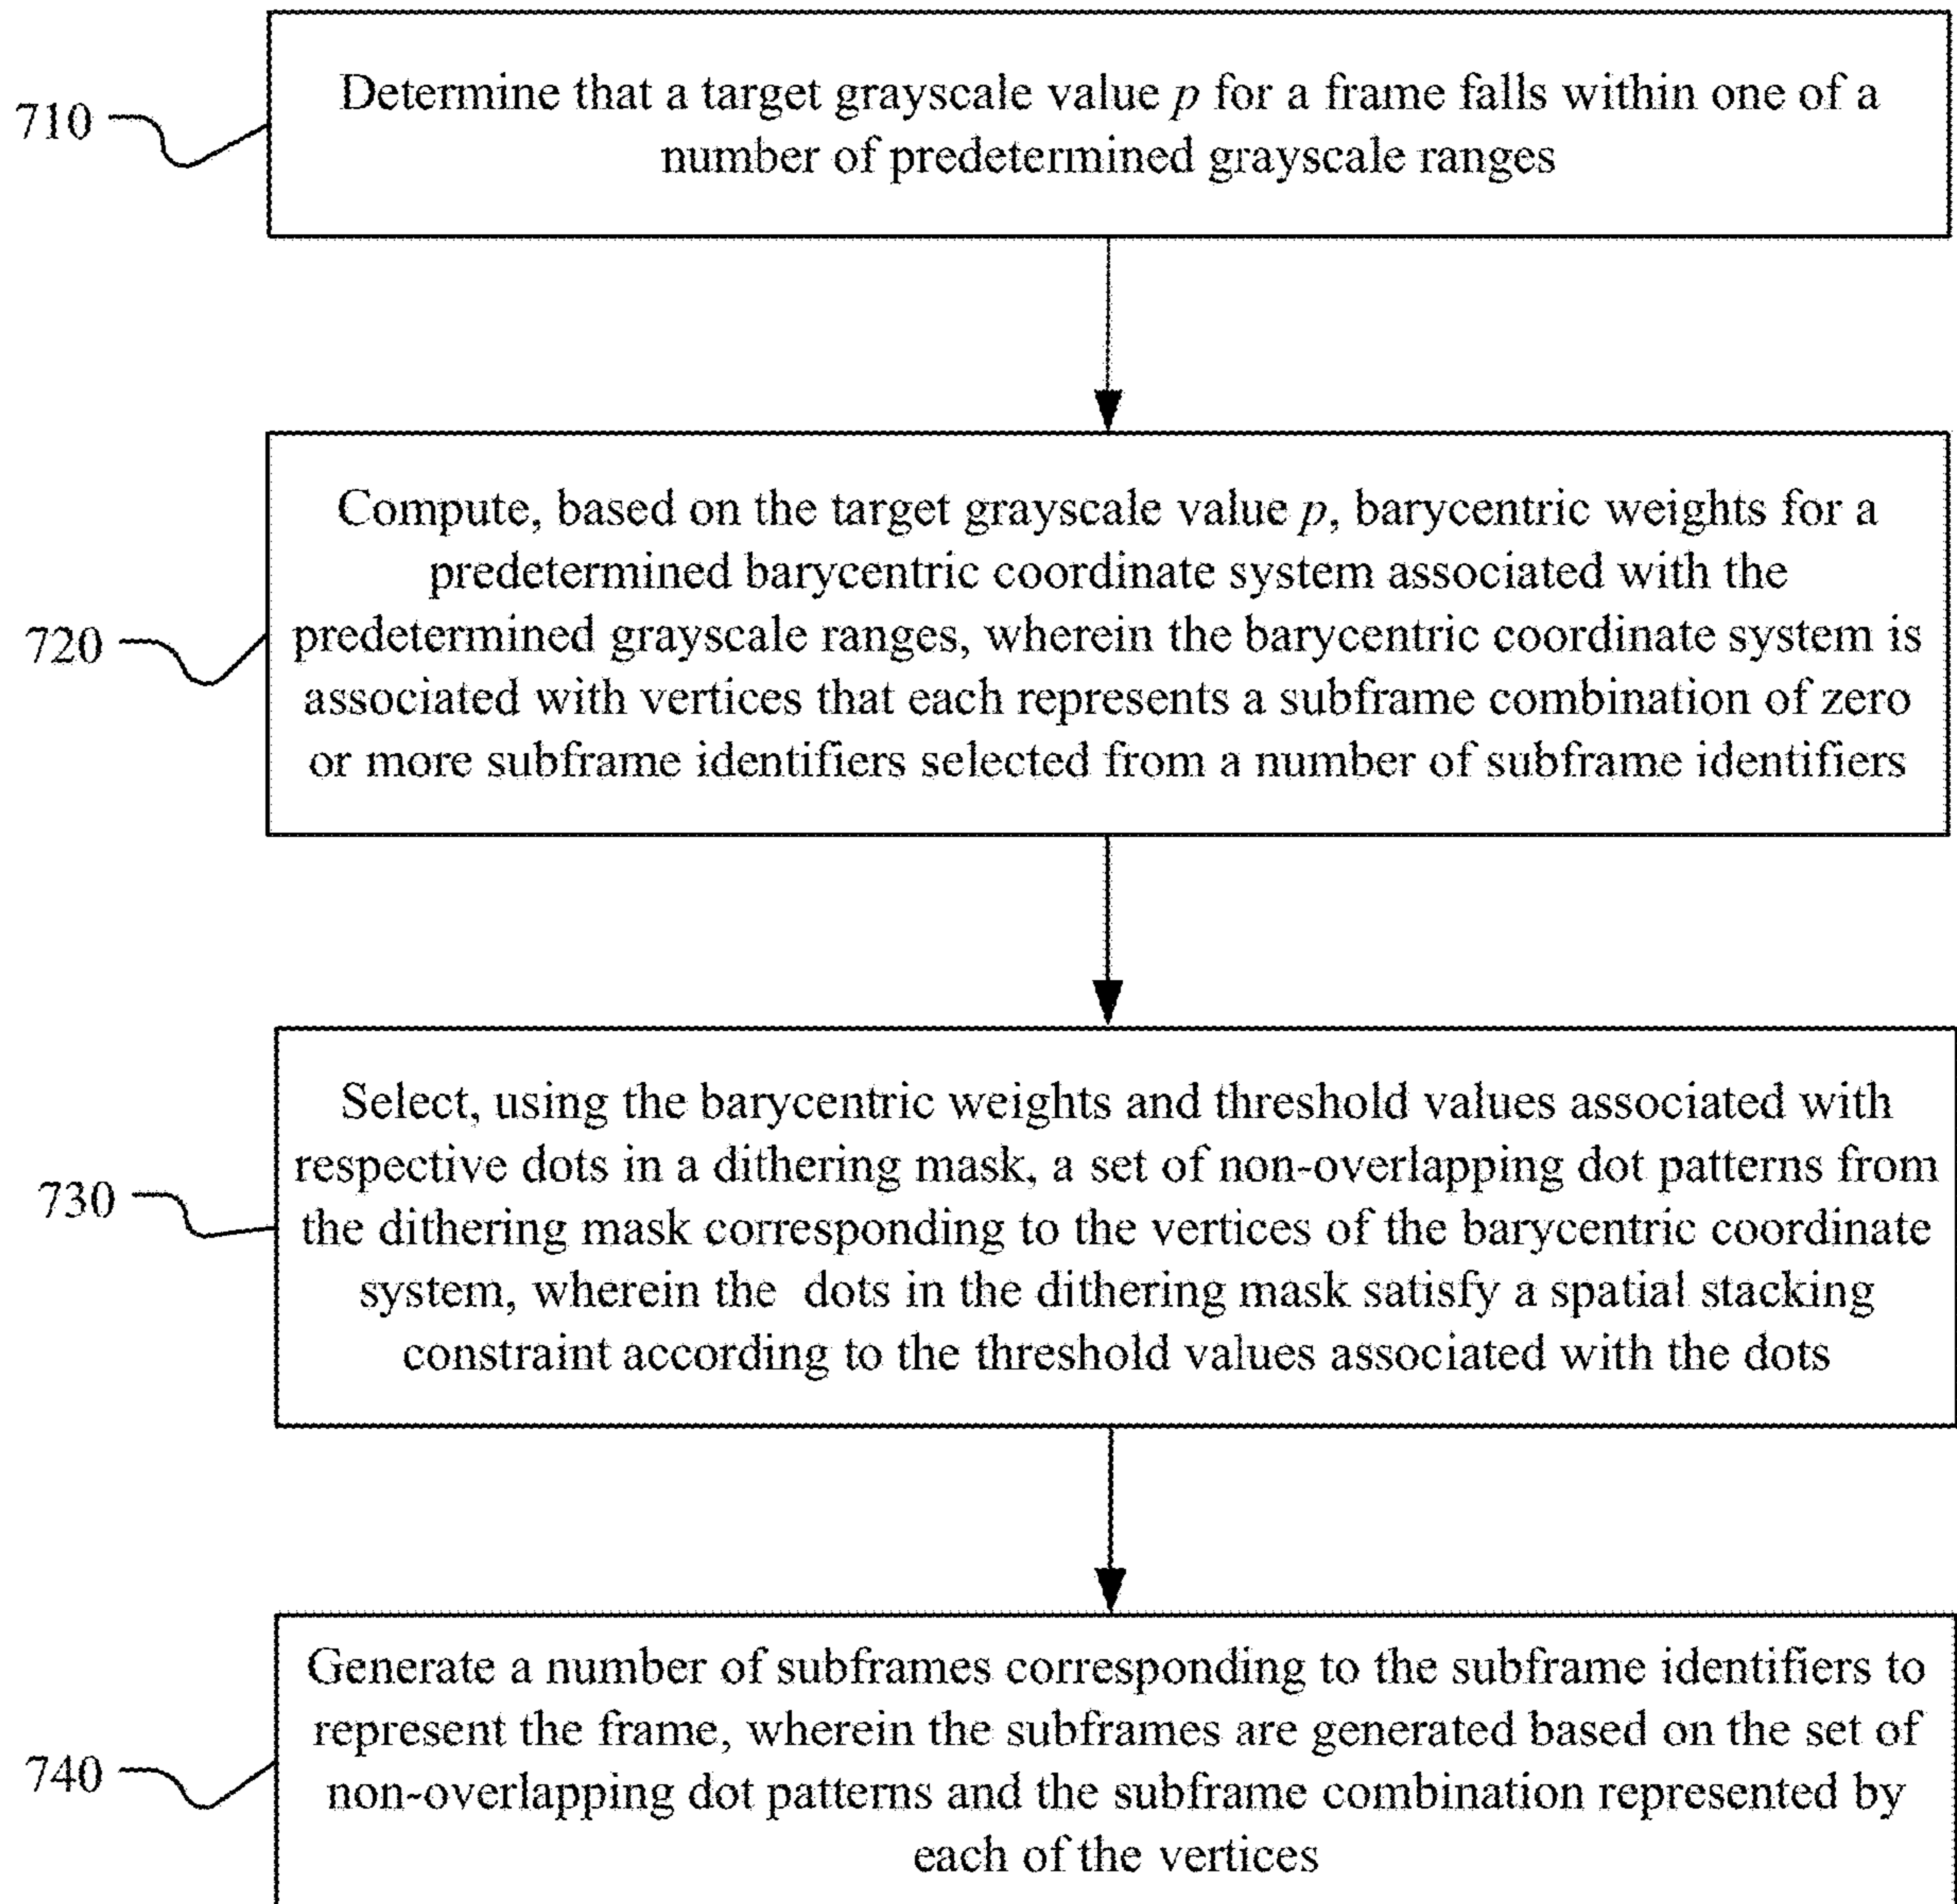 710
Determine that a target grayscale value p for a frame falls within one of a
number of predetermined grayscale ranges
720
Compute, based on the target grayscale value p, barycentric weights for a
predetermined barycentric coordinate system associated with the
predetermined grayscale ranges, wherein the barycentric coordinate system is
associated with vertices that each represents a subframe combination of zero
or more subframe identifiers selected from a number of subframe identifiers
730
Select, using the barycentric weights and threshold values associated with
respective dots in a dithering mask, a set of non-overlapping dot patterns from
the dithering mask corresponding to the vertices of the barycentric coordinate
system, wherein the dots in the dithering mask satisfy a spatial stacking
constraint according to the threshold values associated with the dots
740
Generate a number of subframes corresponding to the subframe identifiers to
represent the frame, wherein the subframes are generated based on the set of
non-overlapping dot patterns and the subframe combination represented by
each of the vertices